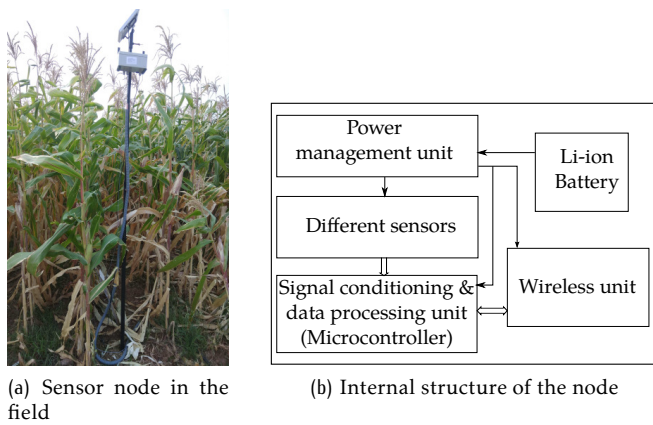 Power
management unit
Li-ion
Battery
Different sensors
Signal conditioning &
data processing unit
(Microcontroller)
Wireless unit
(a) Sensor node in the
field
(b) Internal structure of the node